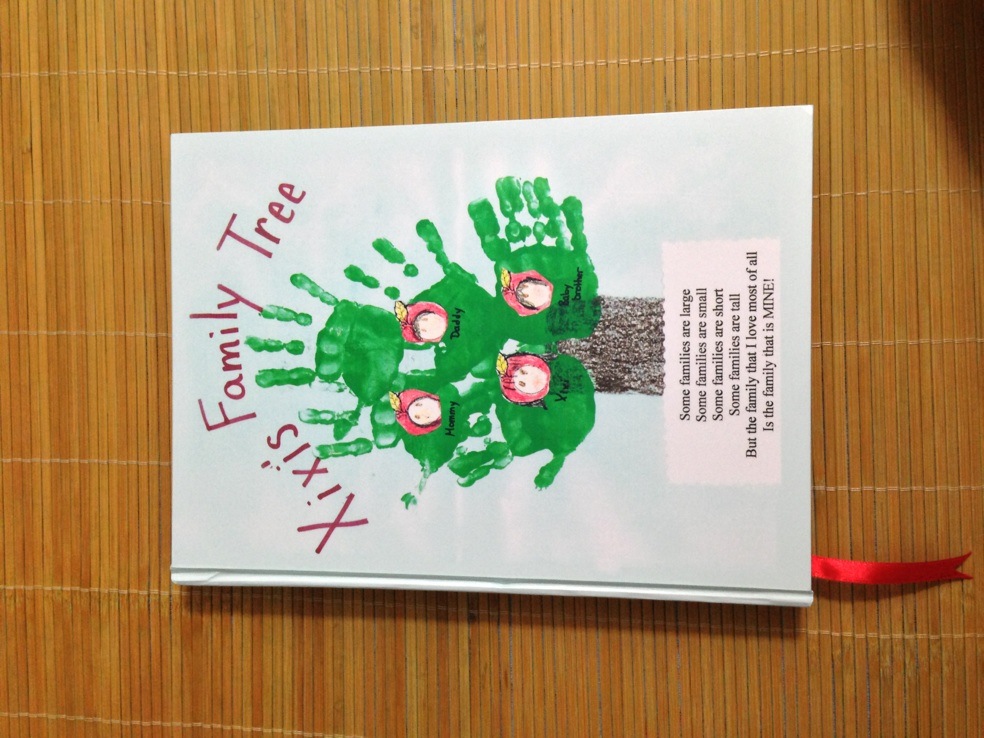 Xixis Family Tree
Daddy
Mommy
Baby
brother
Xixi
Some families are large
Some families are small
Some families are short
Some families are tall
But the family that I love most of all
Is the family that is MINE!